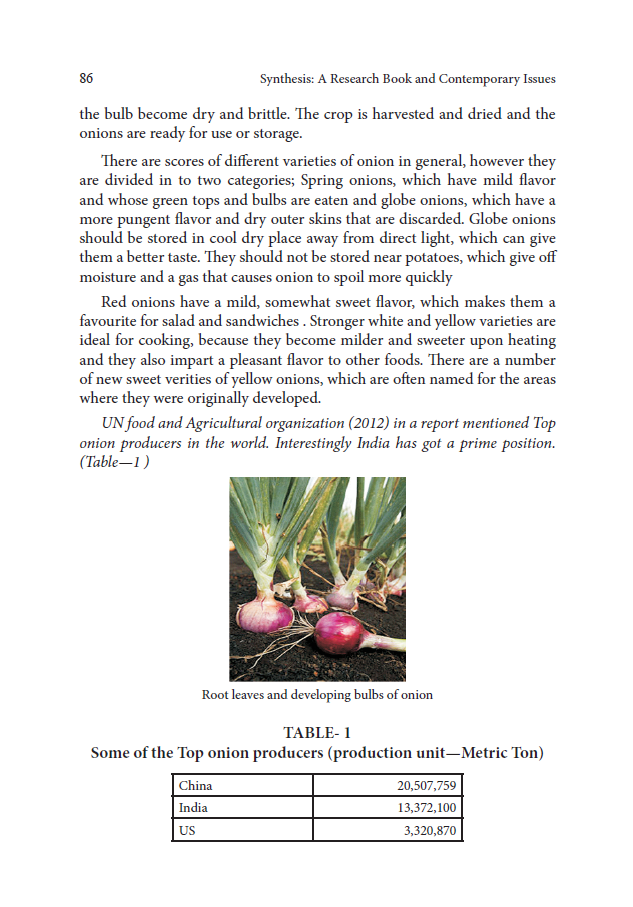 86 Synthesis: A Research Book and Contemporary Issues
the bulb become dry and brittle. The crop is harvested and dried and the
onions are ready for use or storage.
There are scores of different varieties of onion in general, however they
are divided in to two categories; Spring onions, which have mild flavor
and whose green tops and bulbs are eaten and globe onions, which have a
more pungent flavor and dry outer skins that are discarded. Globe onions
should be stored in cool dry place away from direct light, which can give
them a better taste. They should not be stored near potatoes, which give off
moisture and a gas that causes onion to spoil more quickly
Red onions have a mild, somewhat sweet flavor, which makes them a
favourite for salad and sandwiches . Stronger white and yellow varieties are
ideal for cooking, because they become milder and sweeter upon heating
and they also impart a pleasant flavor to other foods. There are a number
of new sweet verities of yellow onions, which are often named for the areas
where they were originally developed.
UN food and Agricultural organization (2012) in a report mentioned Top
onion producers in the world. Interestingly India has got a prime position.
(Table—1 )
Root leaves and developing bulbs of onion
TABLE- 1
Some of the Top onion producers (production unit—Metric Ton)
China 20,507,759
India 13,372,100
US 3,320,870